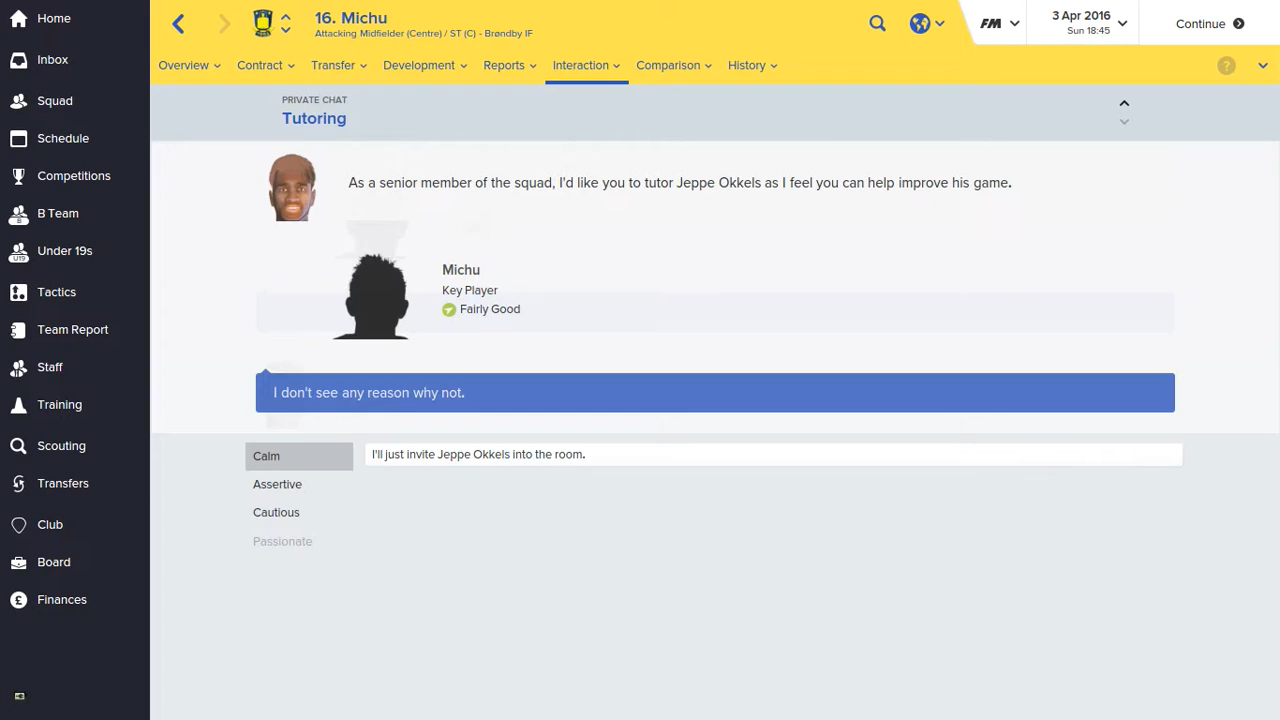 Home
Inbox
Squad
Schedule
Competitions
B Team
Under 19s
Tactics
Team Report
Staff
Training
Scouting
Transfers
Club
Board
Finances
16. Michu
Attacking Midfielder (Centre) / ST (C) - Brøndby IF
FM
3 Apr 2016
Sun 18:45
Continue
Overview
Contract
Transfer
Development
Reports
Interaction
Comparison
History
?
PRIVATE CHAT
Tutoring
As a senior member of the squad, I'd like you to tutor Jeppe Okkels as I feel you can help improve his game.
Michu
Key Player
Fairly Good
I don't see any reason why not.
Calm
Assertive
Cautious
Passionate
I'll just invite Jeppe Okkels into the room.